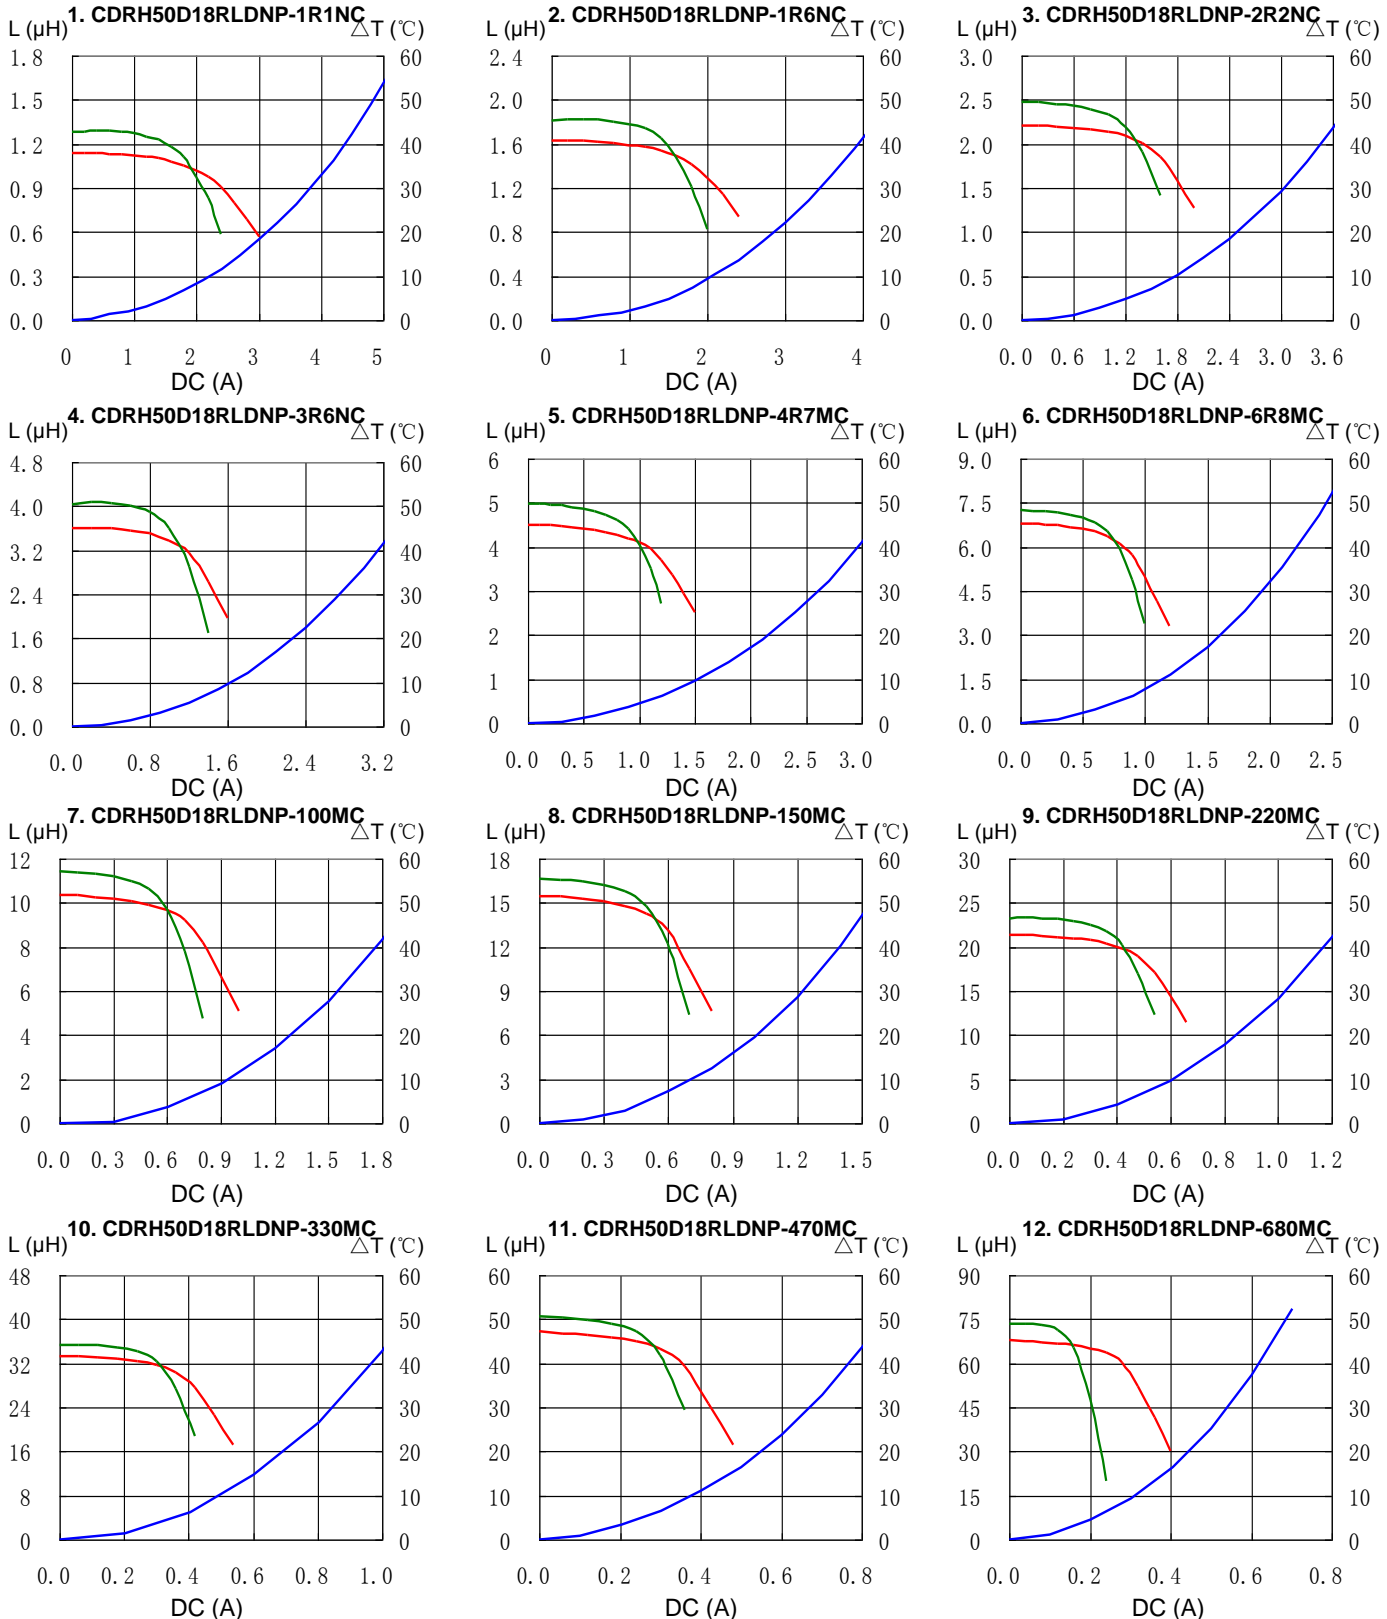 1. CDRH50D18RLDNP-1R1NC
L (μH) △T (℃)
1.8 60
1.5 50
1.2 40
0.9 30
0.6 20
0.3 10
0.0 0
0 1 2 3 4 5
DC (A)
2. CDRH50D18RLDNP-1R6NC
L (μH) △T (℃)
2.4 60
2.0 50
1.6 40
1.2 30
0.8 20
0.4 10
0.0 0
0 1 2 3 4
DC (A)
3. CDRH50D18RLDNP-2R2NC
L (μH) △T (℃)
3.0 60
2.5 50
2.0 40
1.5 30
1.0 20
0.5 10
0.0 0
0.0 0.6 1.2 1.8 2.4 3.0 3.6
DC (A)
4. CDRH50D18RLDNP-3R6NC
L (μH) △T (℃)
4.8 60
4.0 50
3.2 40
2.4 30
1.6 20
0.8 10
0.0 0
0.0 0.8 1.6 2.4 3.2
DC (A)
5. CDRH50D18RLDNP-4R7MC
L (μH) △T (℃)
6 60
5 50
4 40
3 30
2 20
1 10
0 0
0.0 0.5 1.0 1.5 2.0 2.5 3.0
DC (A)
6. CDRH50D18RLDNP-6R8MC
L (μH) △T (℃)
9.0 60
7.5 50
6.0 40
4.5 30
3.0 20
1.5 10
0.0 0
0.0 0.5 1.0 1.5 2.0 2.5
DC (A)
7. CDRH50D18RLDNP-100MC
L (μH) △T (℃)
12 60
10 50
8 40
6 30
4 20
2 10
0 0
0.0 0.3 0.6 0.9 1.2 1.5 1.8
DC (A)
8. CDRH50D18RLDNP-150MC
L (μH) △T (℃)
18 60
15 50
12 40
9 30
6 20
3 10
0 0
0.0 0.3 0.6 0.9 1.2 1.5
DC (A)
9. CDRH50D18RLDNP-220MC
L (μH) △T (℃)
30 60
25 50
20 40
15 30
10 20
5 10
0 0
0.0 0.2 0.4 0.6 0.8 1.0 1.2
DC (A)
10. CDRH50D18RLDNP-330MC
L (μH) △T (℃)
48 60
40 50
32 40
24 30
16 20
8 10
0 0
0.0 0.2 0.4 0.6 0.8 1.0
DC (A)
11. CDRH50D18RLDNP-470MC
L (μH) △T (℃)
60 60
50 50
40 40
30 30
20 20
10 10
0 0
0.0 0.2 0.4 0.6 0.8
DC (A)
12. CDRH50D18RLDNP-680MC
L (μH) △T (℃)
90 60
75 50
60 40
45 30
30 20
15 10
0 0
0.0 0.2 0.4 0.6 0.8
DC (A)